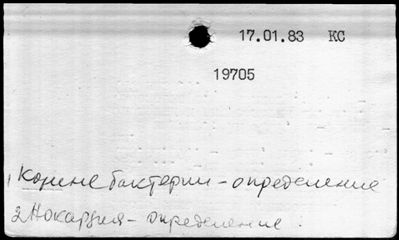 17.01.83 КС
19705
1 Корине бактерии - определение
2 Нокардия - определение.